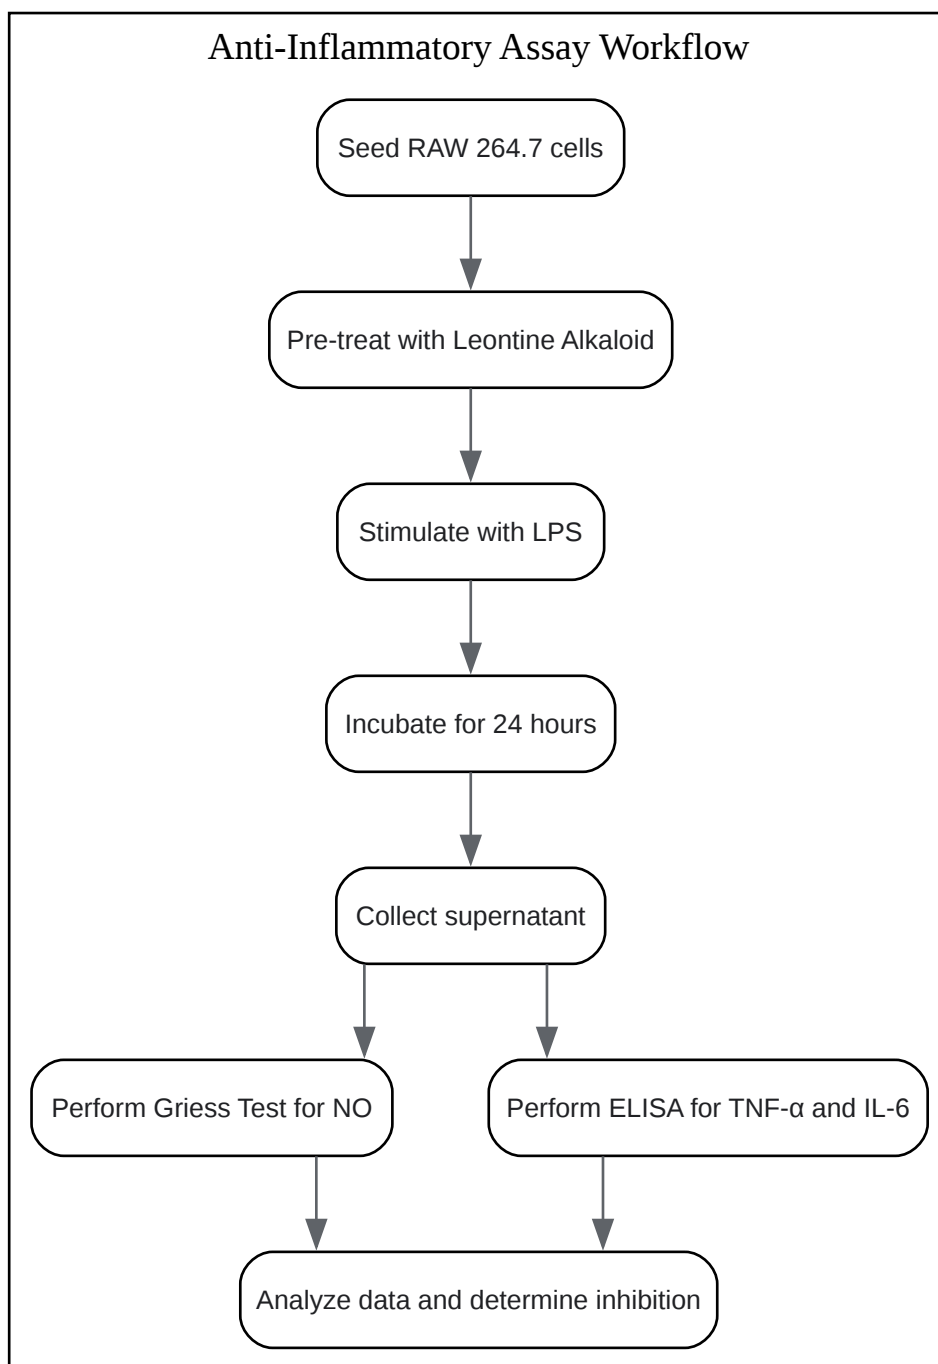 Anti-Inflammatory Assay Workflow
Seed RAW 264.7 cells
Pre-treat with Leontine Alkaloid
Stimulate with LPS
Incubate for 24 hours
Collect supernatant
Perform Griess Test for NO
Perform ELISA for TNF-α and IL-6
Analyze data and determine inhibition